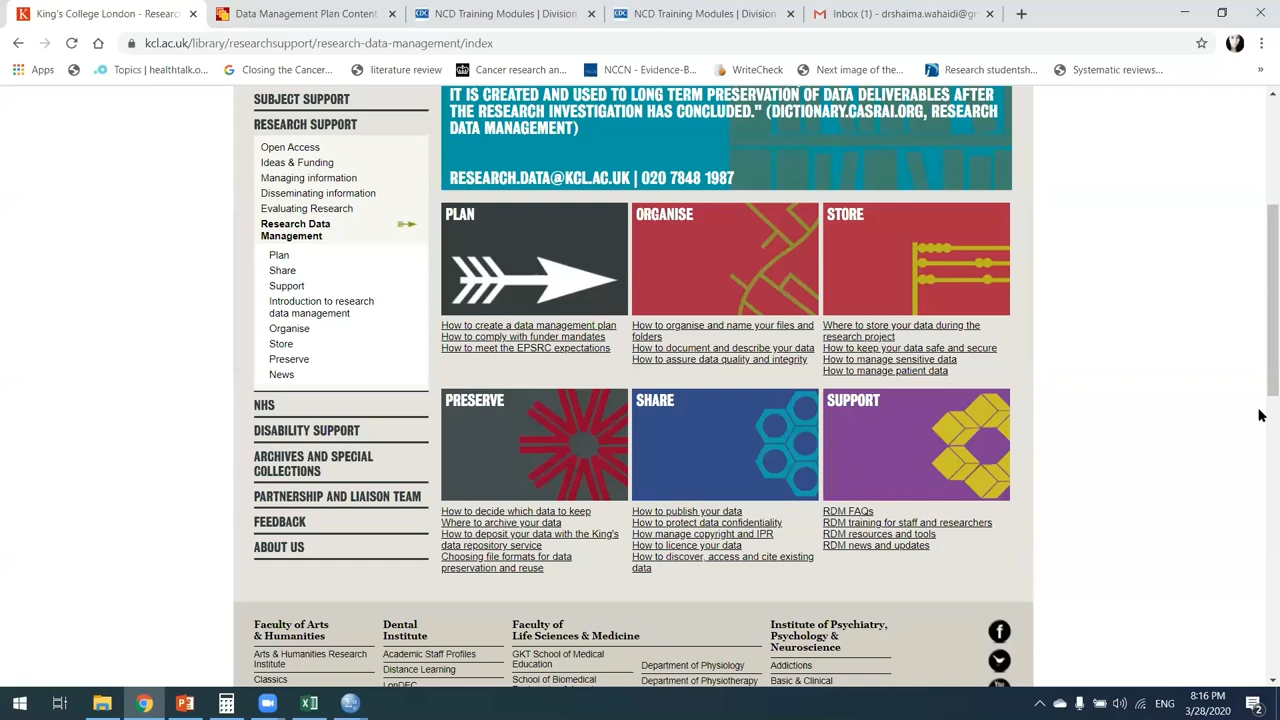 King's College London - Researc
Data Management Plan Content
NCD Training Modules | Division
NCD Training Modules | Division
Inbox (1) - drshaima.wahaidi@gm
kcl.ac.uk/library/researchsupport/research-data-management/index
Apps
Topics | healthtalk.o...
Closing the Cancer...
literature review
Cancer research an...
NCCN - Evidence-B...
WriteCheck
Next image of the...
Research studentsh...
Systematic reviews...
SUBJECT SUPPORT
RESEARCH SUPPORT
Open Access
Ideas & Funding
Managing information
Disseminating information
Evaluating Research
Research Data
Management
Plan
Share
Support
Introduction to research
data management
Organise
Store
Preserve
News
NHS
DISABILITY SUPPORT
ARCHIVES AND SPECIAL
COLLECTIONS
PARTNERSHIP AND LIAISON TEAM
FEEDBACK
ABOUT US
IT IS CREATED AND USED TO LONG TERM PRESERVATION OF DATA DELIVERABLES AFTER
THE RESEARCH INVESTIGATION HAS CONCLUDED." (DICTIONARY.CASRAI.ORG, RESEARCH
DATA MANAGEMENT)
RESEARCH.DATA@KCL.AC.UK | 020 7848 1987
PLAN
How to create a data management plan
How to comply with funder mandates
How to meet the EPSRC expectations
ORGANISE
How to organise and name your files and
folders
How to document and describe your data
How to assure data quality and integrity
STORE
Where to store your data during the
research project
How to keep your data safe and secure
How to manage sensitive data
How to manage patient data
PRESERVE
How to decide which data to keep
Where to archive your data
How to deposit your data with the King's
data repository service
Choosing file formats for data
preservation and reuse
SHARE
How to publish your data
How to protect data confidentiality
How manage copyright and IPR
How to licence your data
How to discover, access and cite existing
data
SUPPORT
RDM FAQs
RDM training for staff and researchers
RDM resources and tools
RDM news and updates
Faculty of Arts
& Humanities
Arts & Humanities Research
Institute
Classics
Dental
Institute
Academic Staff Profiles
Distance Learning
LonDEC
Faculty of
Life Sciences & Medicine
GKT School of Medical
Education
School of Biomedical
Department of Physiology
Department of Physiotherapy
Institute of Psychiatry,
Psychology &
Neuroscience
Addictions
Basic & Clinical
ENG
8:16 PM
3/28/2020
2